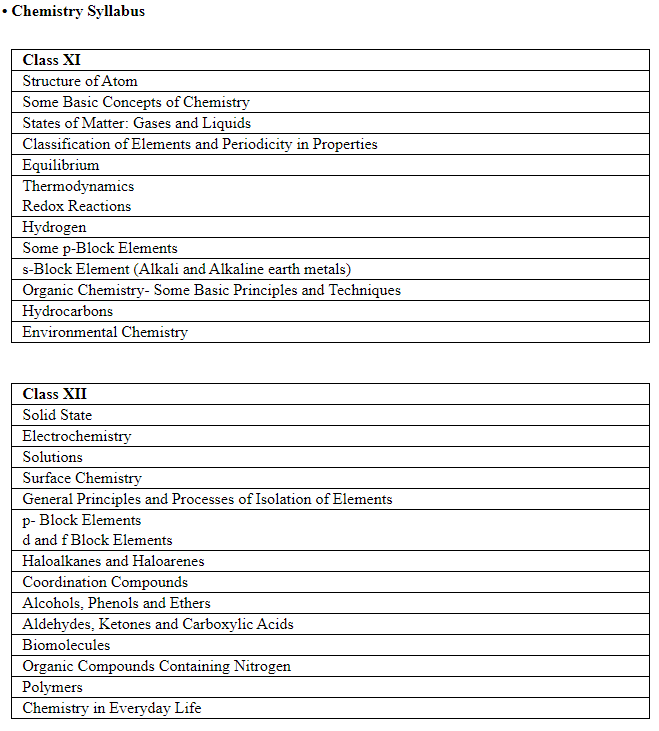 • Chemistry Syllabus
Class XI
Structure of Atom
Some Basic Concepts of Chemistry
States of Matter: Gases and Liquids
Classification of Elements and Periodicity in Properties
Equilibrium
Thermodynamics
Redox Reactions
Hydrogen
Some p-Block Elements
s-Block Element (Alkali and Alkaline earth metals)
Organic Chemistry- Some Basic Principles and Techniques
Hydrocarbons
Environmental Chemistry
Class XII
Solid State
Electrochemistry
Solutions
Surface Chemistry
General Principles and Processes of Isolation of Elements
p- Block Elements
d and f Block Elements
Haloalkanes and Haloarenes
Coordination Compounds
Alcohols, Phenols and Ethers
Aldehydes, Ketones and Carboxylic Acids
Biomolecules
Organic Compounds Containing Nitrogen
Polymers
Chemistry in Everyday Life